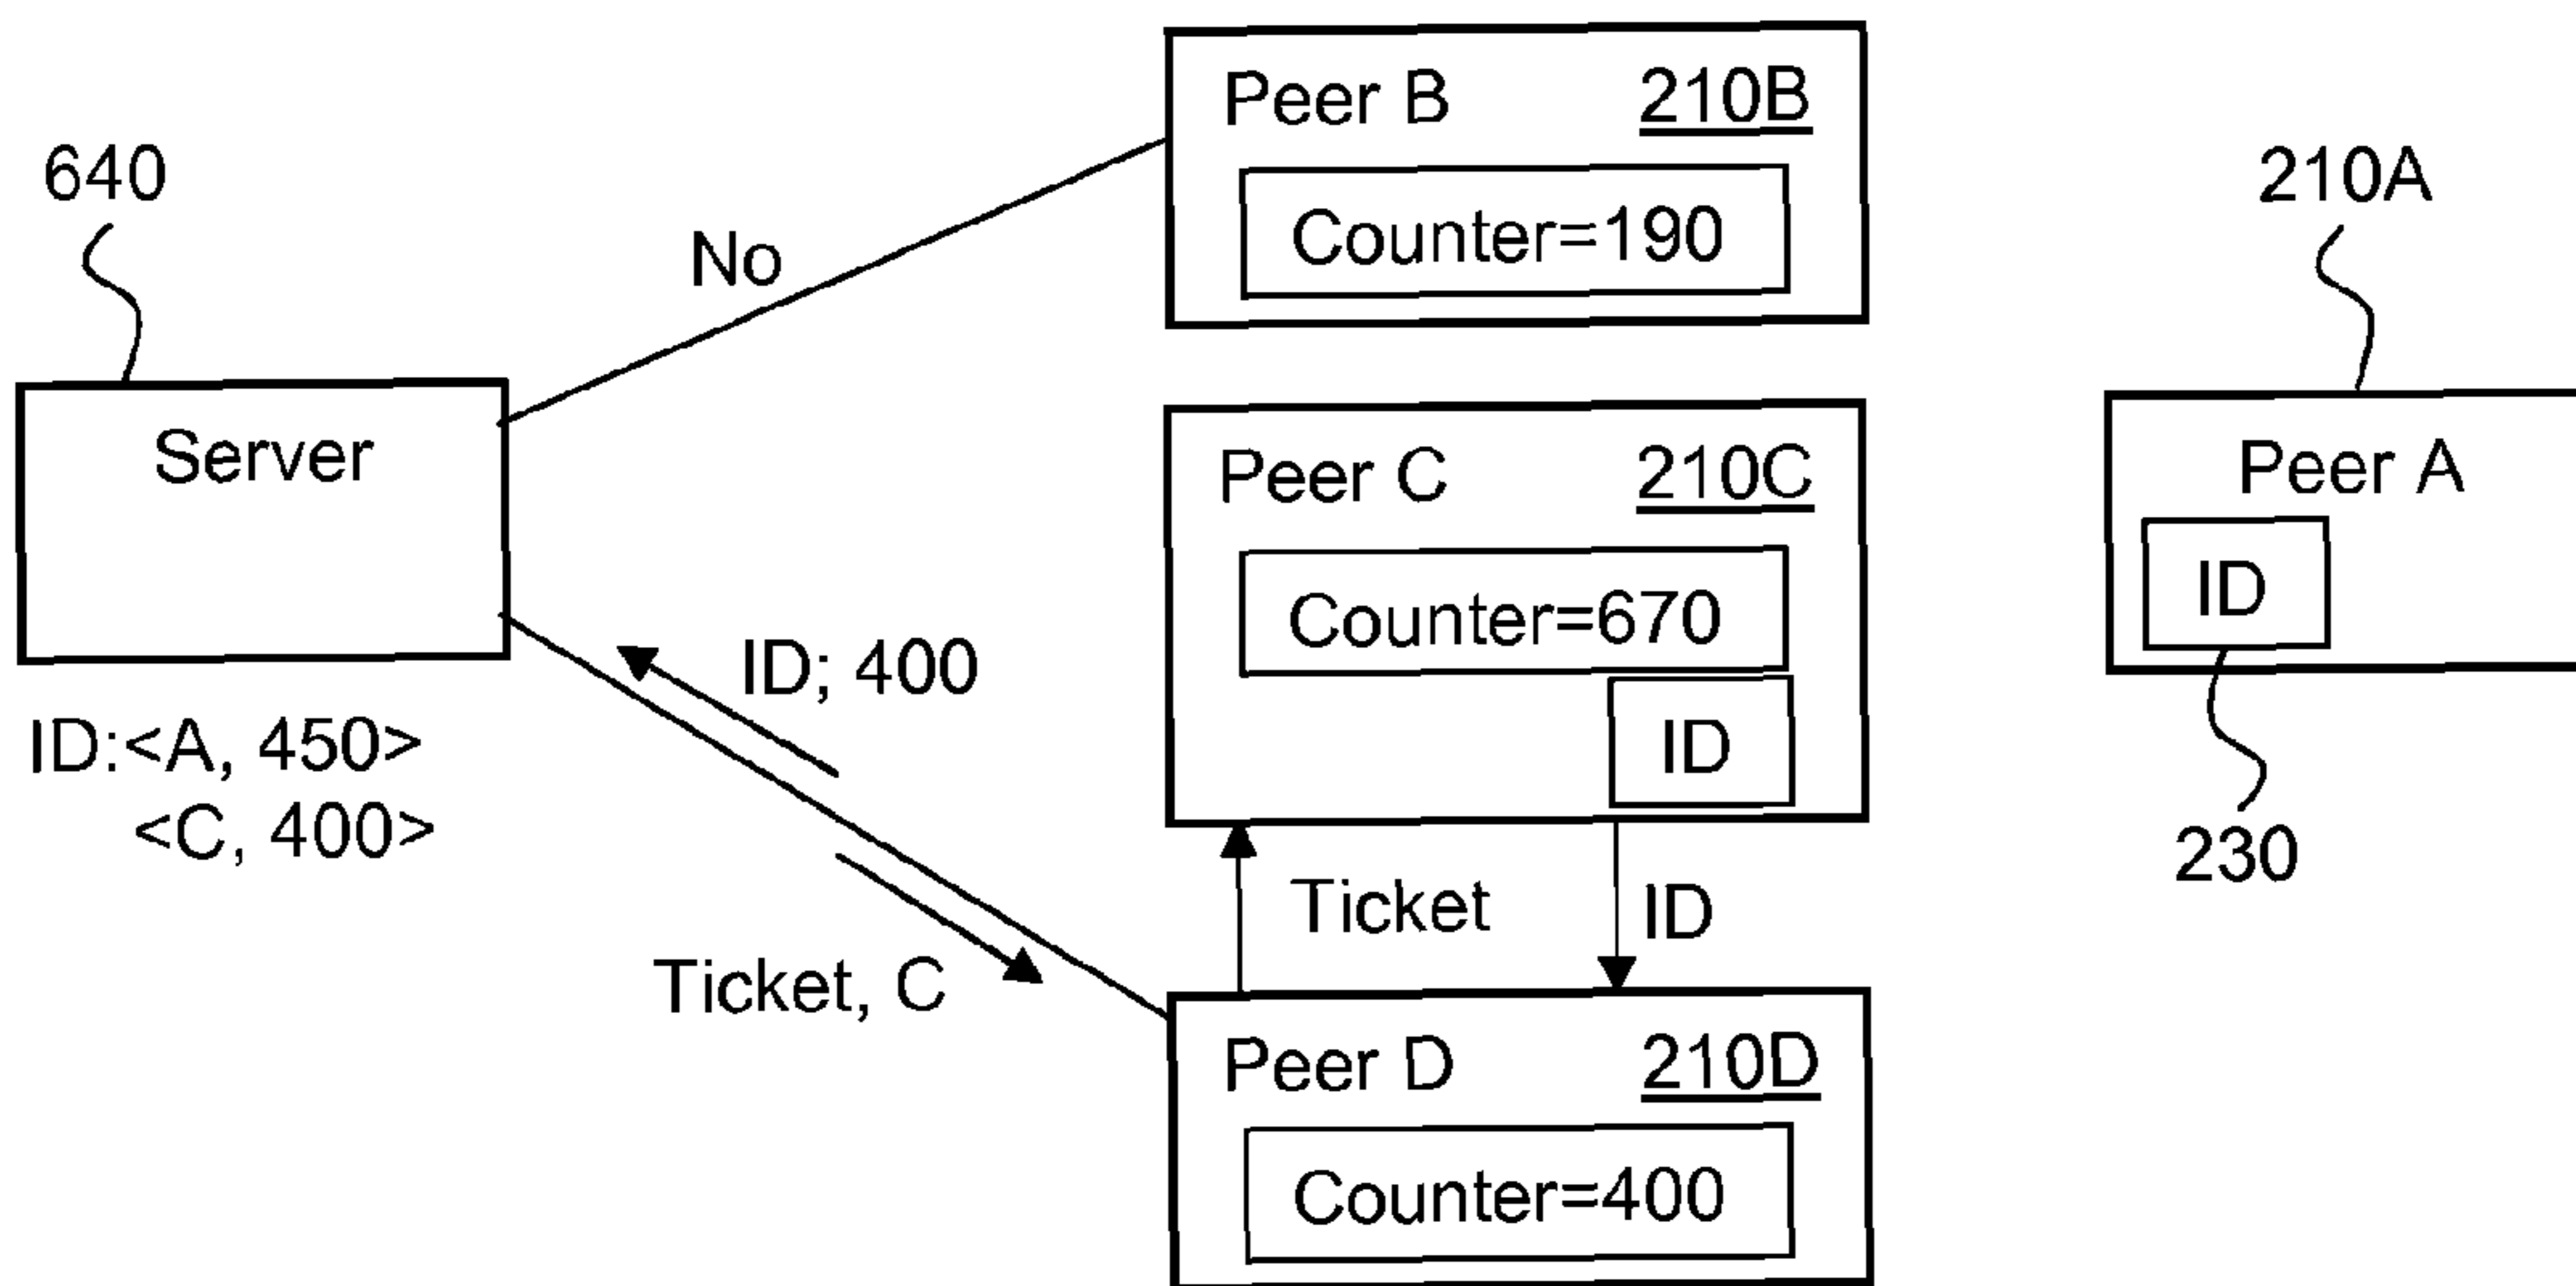 640
Server
ID:<A, 450>
<C, 400>
No
ID; 400
Ticket, C
Peer B 210B
Counter=190
Peer C 210C
Counter=670
ID
Ticket
ID
Peer D 210D
Counter=400
210A
Peer A
ID
230